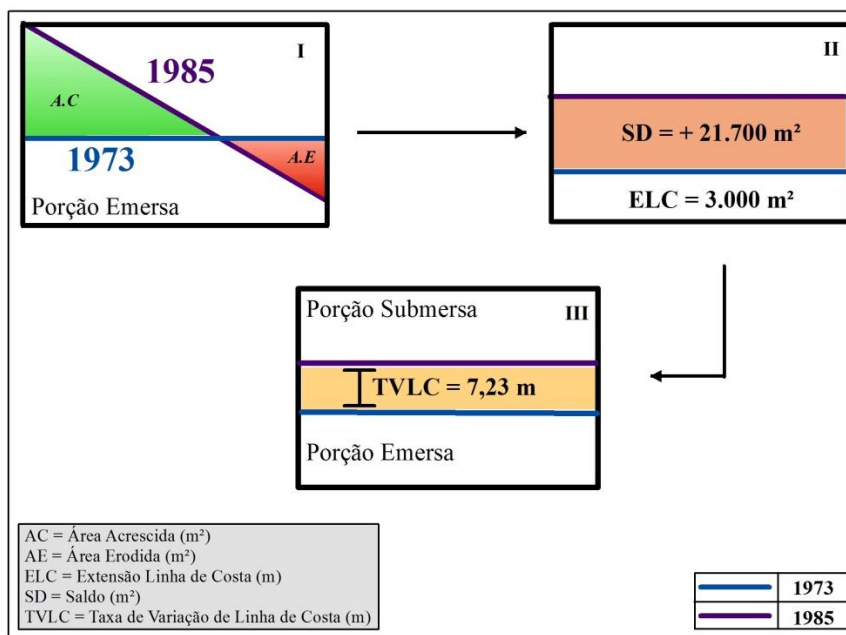 I
1985
A.C
1973
A.E
Porção Emersa
II
SD = + 21.700 m²
ELC = 3.000 m²
Porção Submersa
III
TVLC = 7,23 m
Porção Emersa
AC = Área Acrescida (m²)
AE = Área Erodida (m²)
ELC = Extensão Linha de Costa (m)
SD = Saldo (m²)
TVLC = Taxa de Variação de Linha de Costa (m)
1973
1985